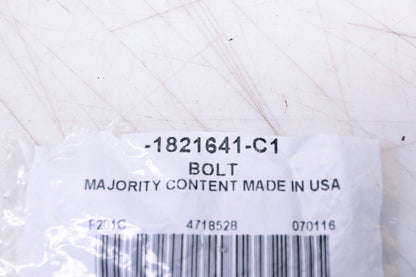 -1821641-C1
BOLT
MAJORITY CONTENT MADE IN USA
F201C 4718528 070116